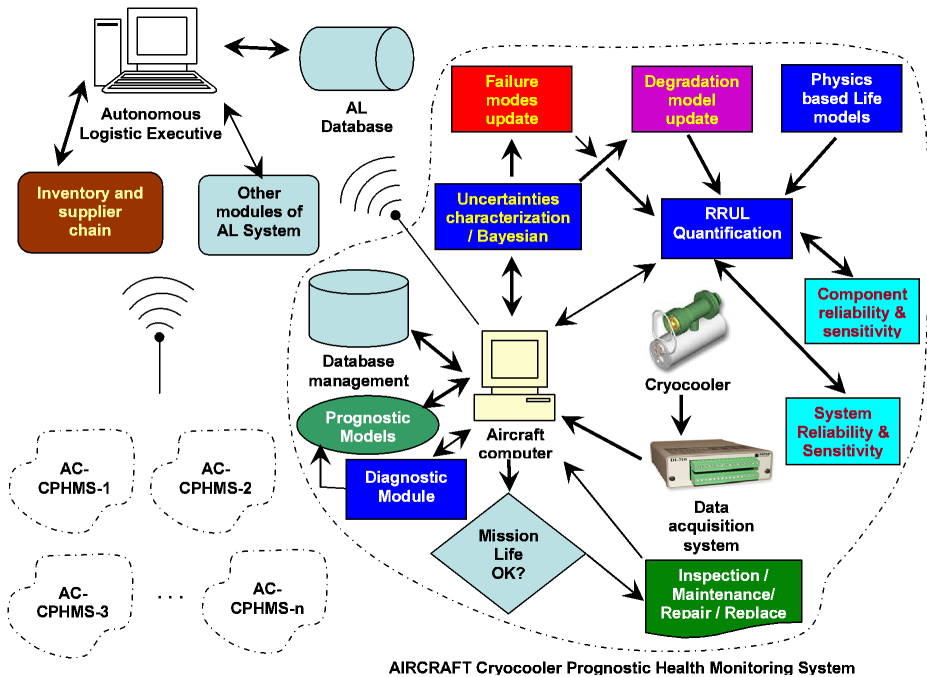 Autonomous
Logistic Executive
AL
Database
Inventory and
supplier
chain
Other
modules of
AL System
Failure
modes
update
Degradation
model
update
Physics
based Life
models
Uncertainties
characterization
/ Bayesian
RRUL
Quantification
Component
reliability &
sensitivity
System
Reliability &
Sensitivity
Database
management
Prognostic
Models
Diagnostic
Module
Aircraft
computer
Cryocooler
Data
acquisition
system
Mission
Life
OK?
Inspection /
Maintenance/
Repair / Replace
AC-
CPHMS-1
AC-
CPHMS-2
AC-
CPHMS-3
. . .
AC-
CPHMS-n
AIRCRAFT Cryocooler Prognostic Health Monitoring System